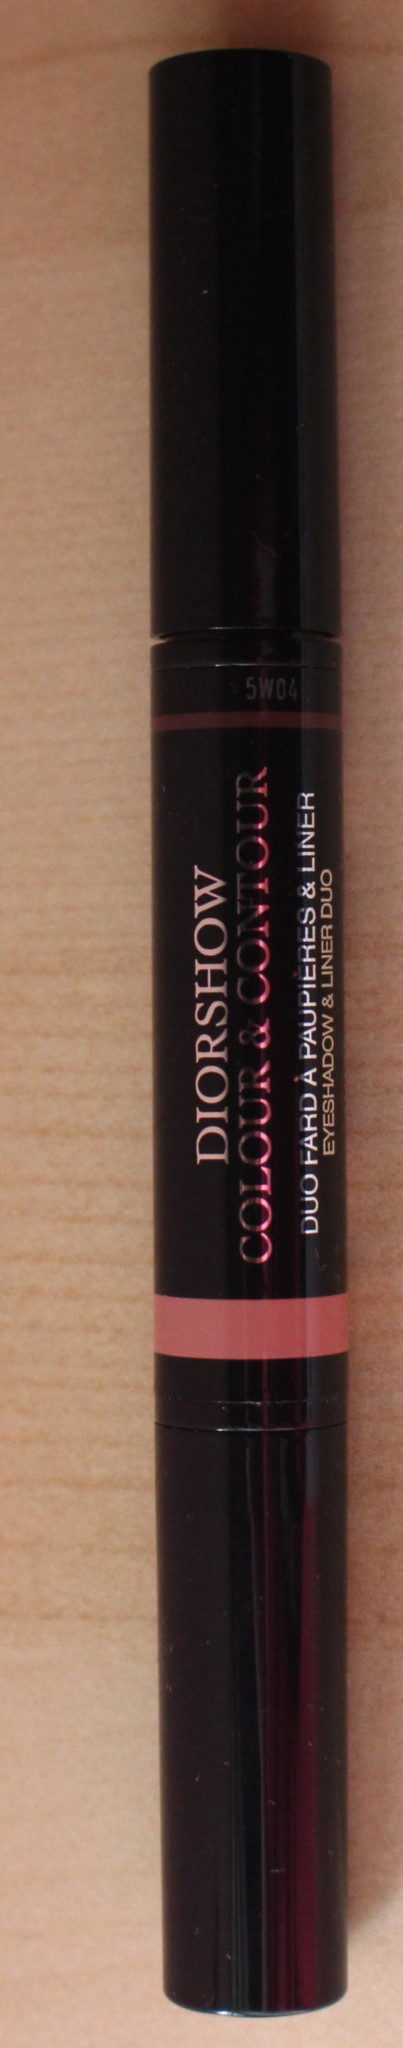 5W04
DIORSHOW
COLOUR & CONTOUR
DUO FARD À PAUPIÈRES & LINER
EYESHADOW & LINER DUO